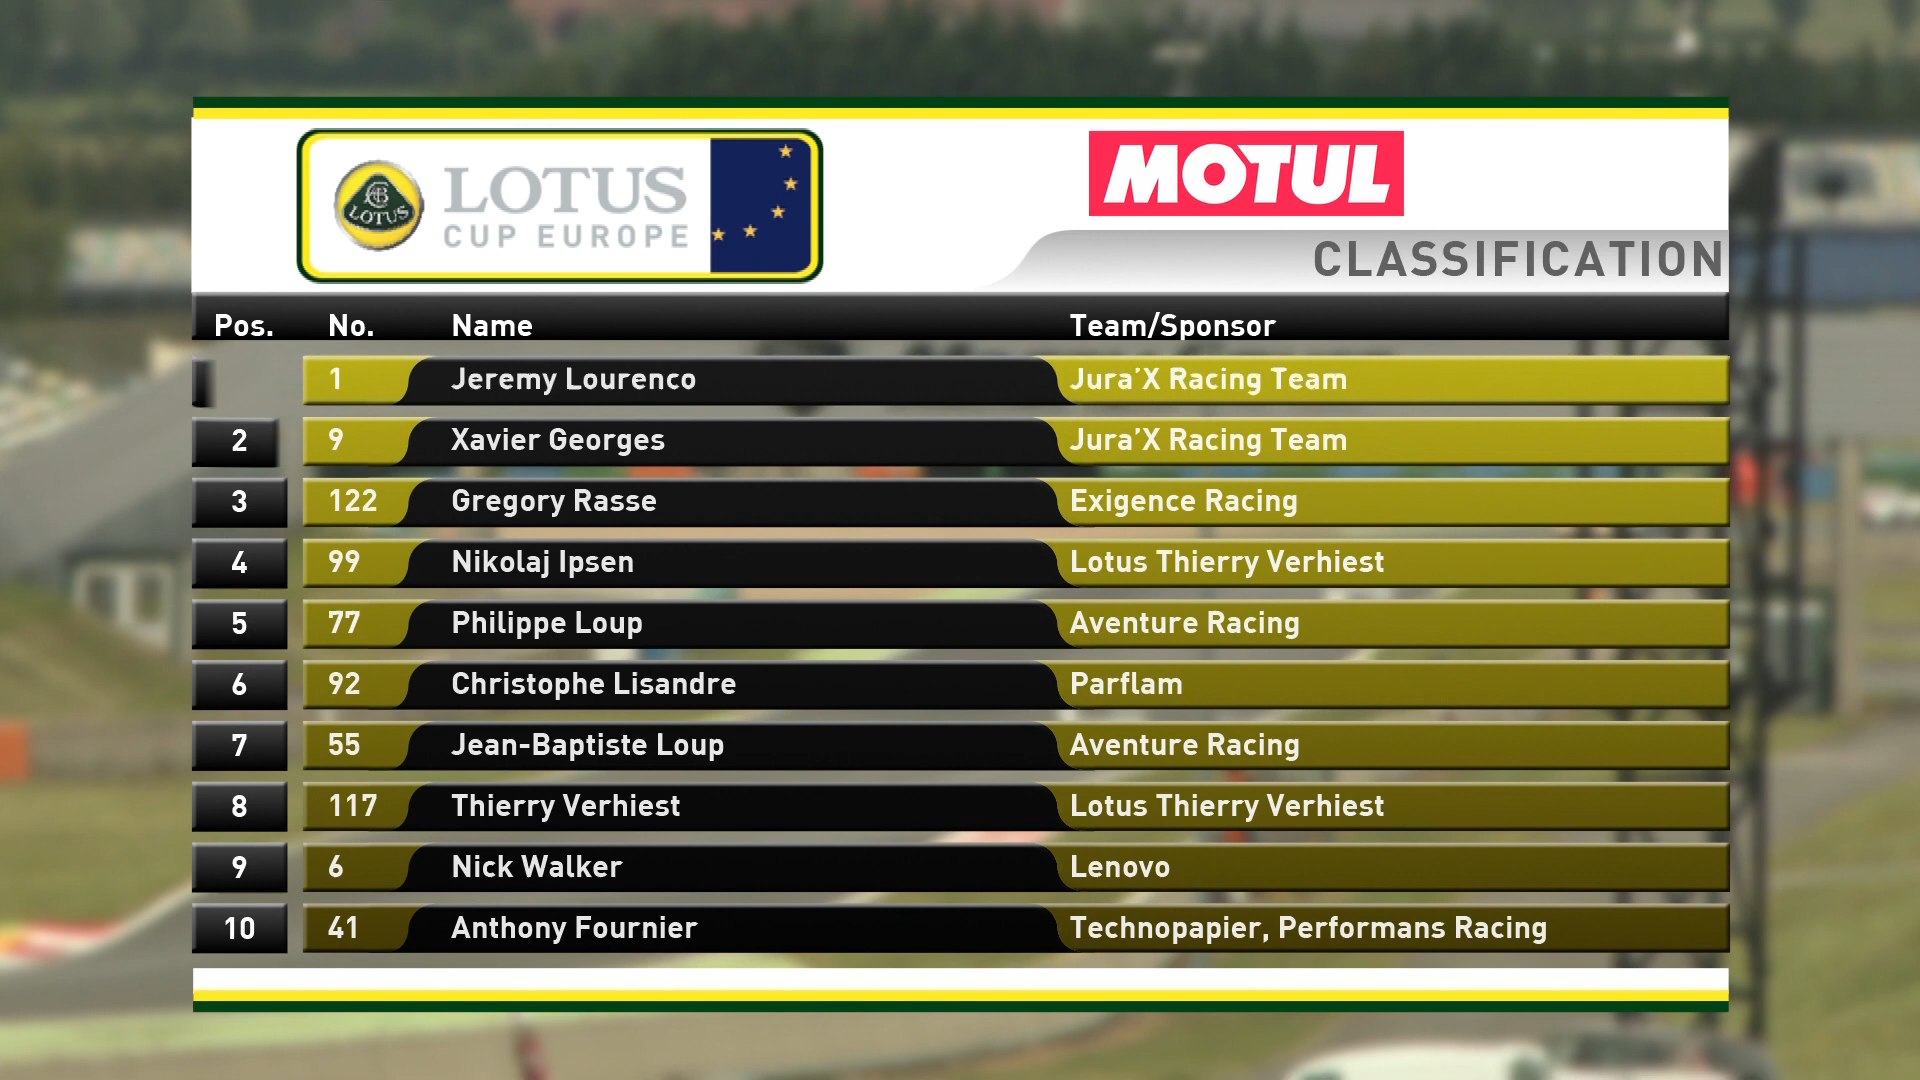 LOTUS
LOTUS
CUP EUROPE
MOTUL
CLASSIFICATION
Pos. No. Name Team/Sponsor
1 Jeremy Lourenco Jura'X Racing Team
2 9 Xavier Georges Jura'X Racing Team
3 122 Gregory Rasse Exigence Racing
4 99 Nikolaj Ipsen Lotus Thierry Verhiest
5 77 Philippe Loup Aventure Racing
6 92 Christophe Lisandre Parflam
7 55 Jean-Baptiste Loup Aventure Racing
8 117 Thierry Verhiest Lotus Thierry Verhiest
9 6 Nick Walker Lenovo
10 41 Anthony Fournier Technopapier, Performans Racing